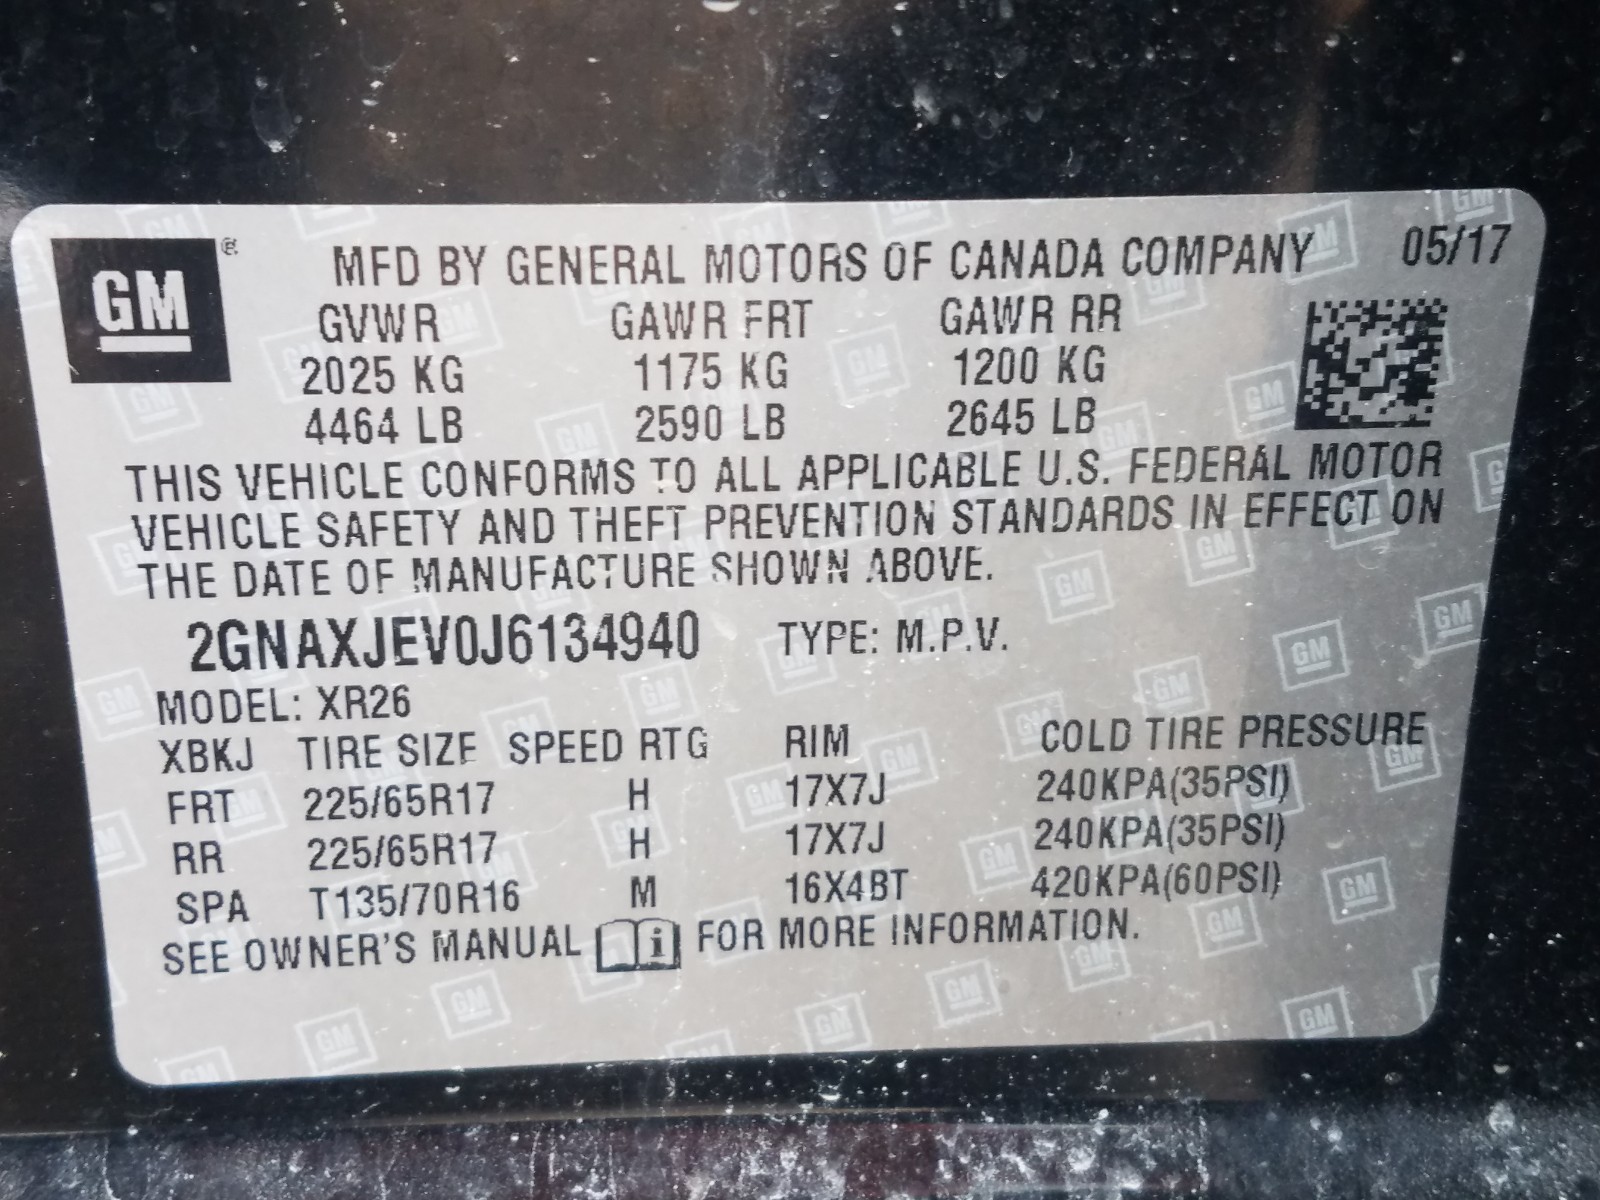 GM ®
MFD BY GENERAL MOTORS OF CANADA COMPANY 05/17
GVWR GAWR FRT GAWR RR
2025 KG 1175 KG 1200 KG
4464 LB 2590 LB 2645 LB
THIS VEHICLE CONFORMS TO ALL APPLICABLE U.S. FEDERAL MOTOR
VEHICLE SAFETY AND THEFT PREVENTION STANDARDS IN EFFECT ON
THE DATE OF MANUFACTURE SHOWN ABOVE.
2GNAXJEV0J6134940 TYPE: M.P.V.
MODEL: XR26
XBKJ TIRE SIZE SPEED RTG RIM COLD TIRE PRESSURE
FRT 225/65R17 H 17X7J 240KPA(35PSI)
RR 225/65R17 H 17X7J 240KPA(35PSI)
SPA T135/70R16 M 16X4BT 420KPA(60PSI)
SEE OWNER'S MANUAL i FOR MORE INFORMATION.